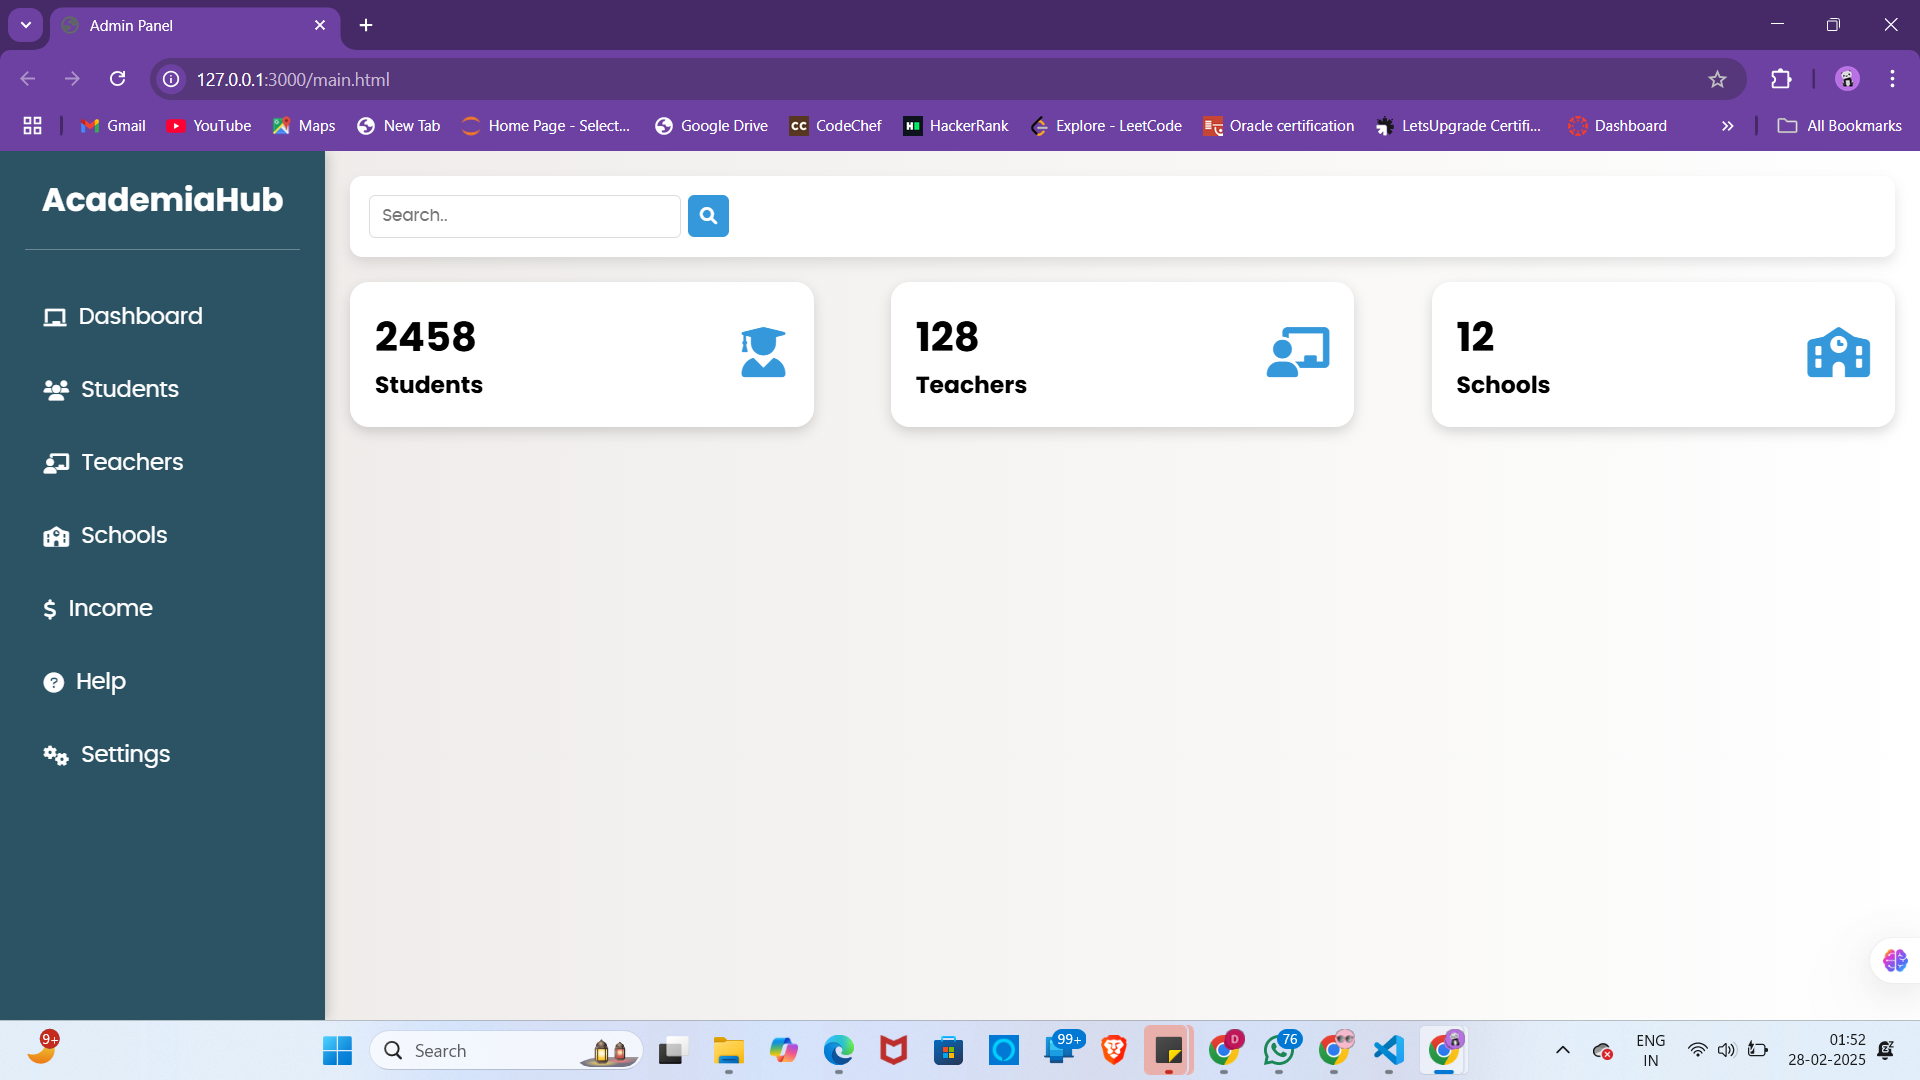 Admin Panel
127.0.0.1:3000/main.html
Gmail YouTube Maps New Tab Home Page - Select... Google Drive CodeChef HackerRank Explore - LeetCode Oracle certification LetsUpgrade Certifi... Dashboard All Bookmarks
AcademiaHub
Search..
Dashboard
Students
Teachers
Schools
Income
Help
Settings
2458
Students
128
Teachers
12
Schools
9+
Search
99+
D
76
ENG
IN
01:52
28-02-2025